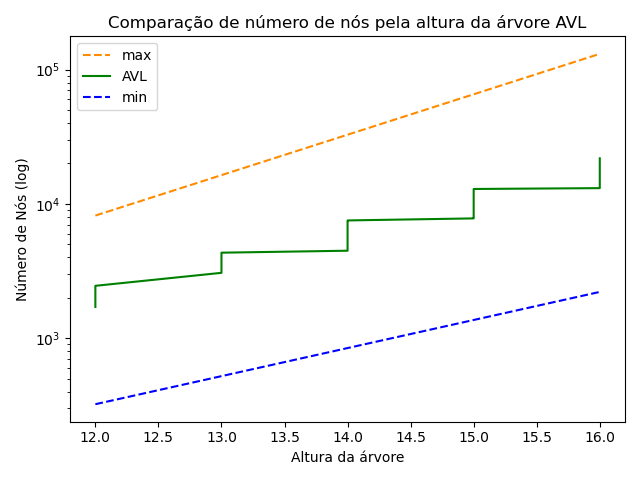 Comparação de número de nós pela altura da árvore AVL
max
AVL
min
Número de Nós (log)
10^5
10^4
10^3
12.0 12.5 13.0 13.5 14.0 14.5 15.0 15.5 16.0
Altura da árvore